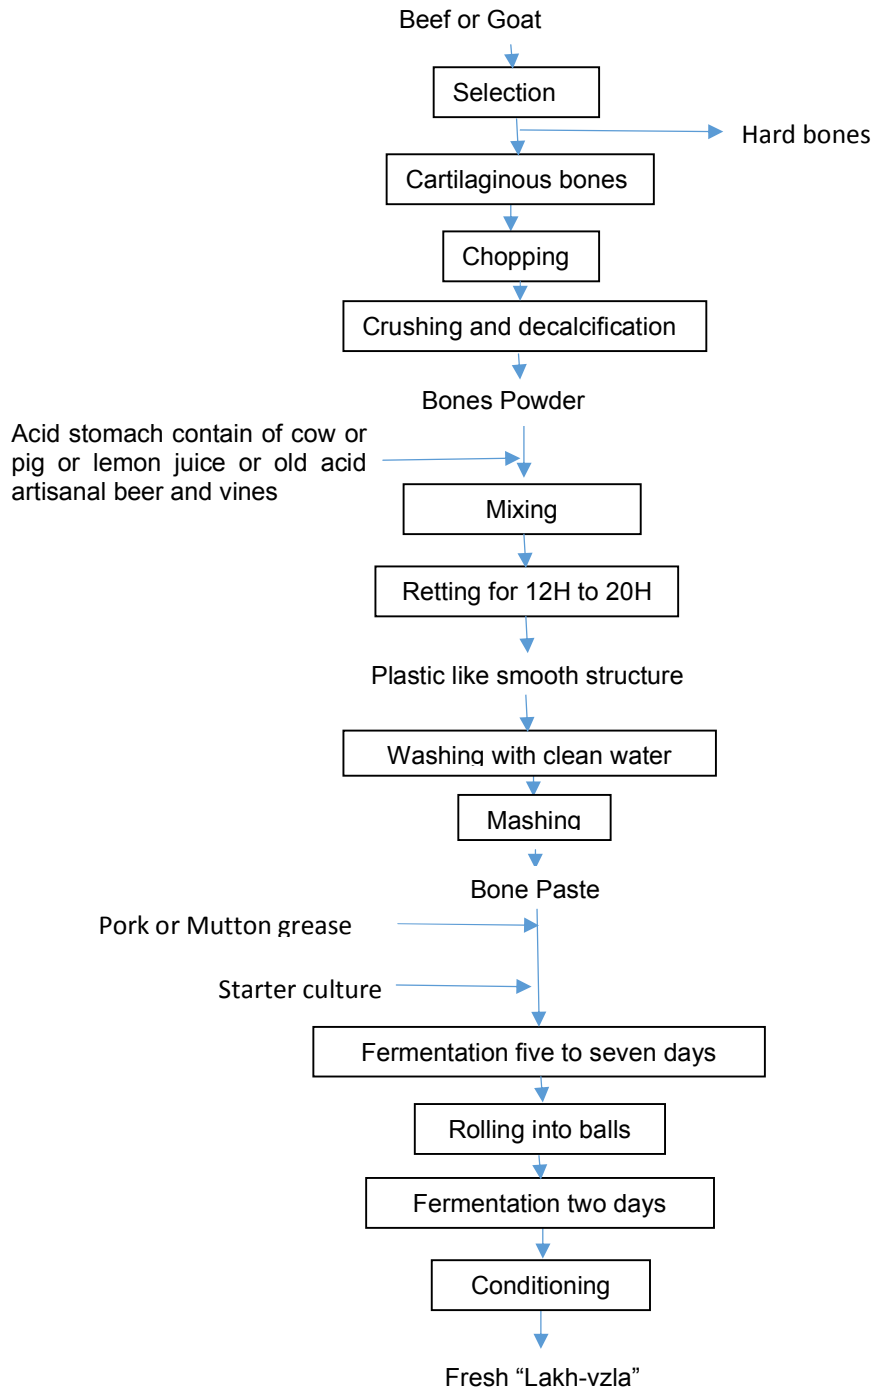 Beef or Goat
Selection
Hard bones
Cartilaginous bones
Chopping
Crushing and decalcification
Bones Powder
Acid stomach contain of cow or
pig or lemon juice or old acid
artisanal beer and vines
Mixing
Retting for 12H to 20H
Plastic like smooth structure
Washing with clean water
Mashing
Bone Paste
Pork or Mutton grease
Starter culture
Fermentation five to seven days
Rolling into balls
Fermentation two days
Conditioning
Fresh “Lakh-vzla”